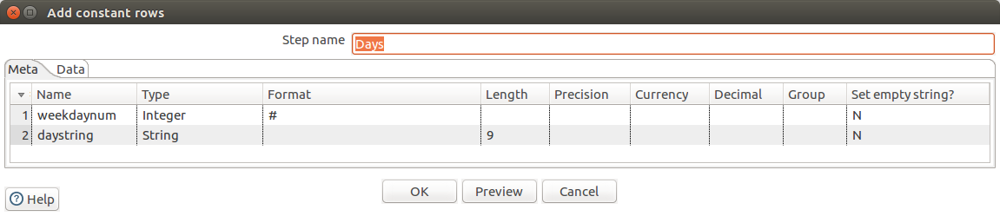 Add constant rows
Step name Days
Meta Data
Name Type Format Length Precision Currency Decimal Group Set empty string?
1 weekdaynum Integer # N
2 daystring String 9 N
OK Preview Cancel
? Help